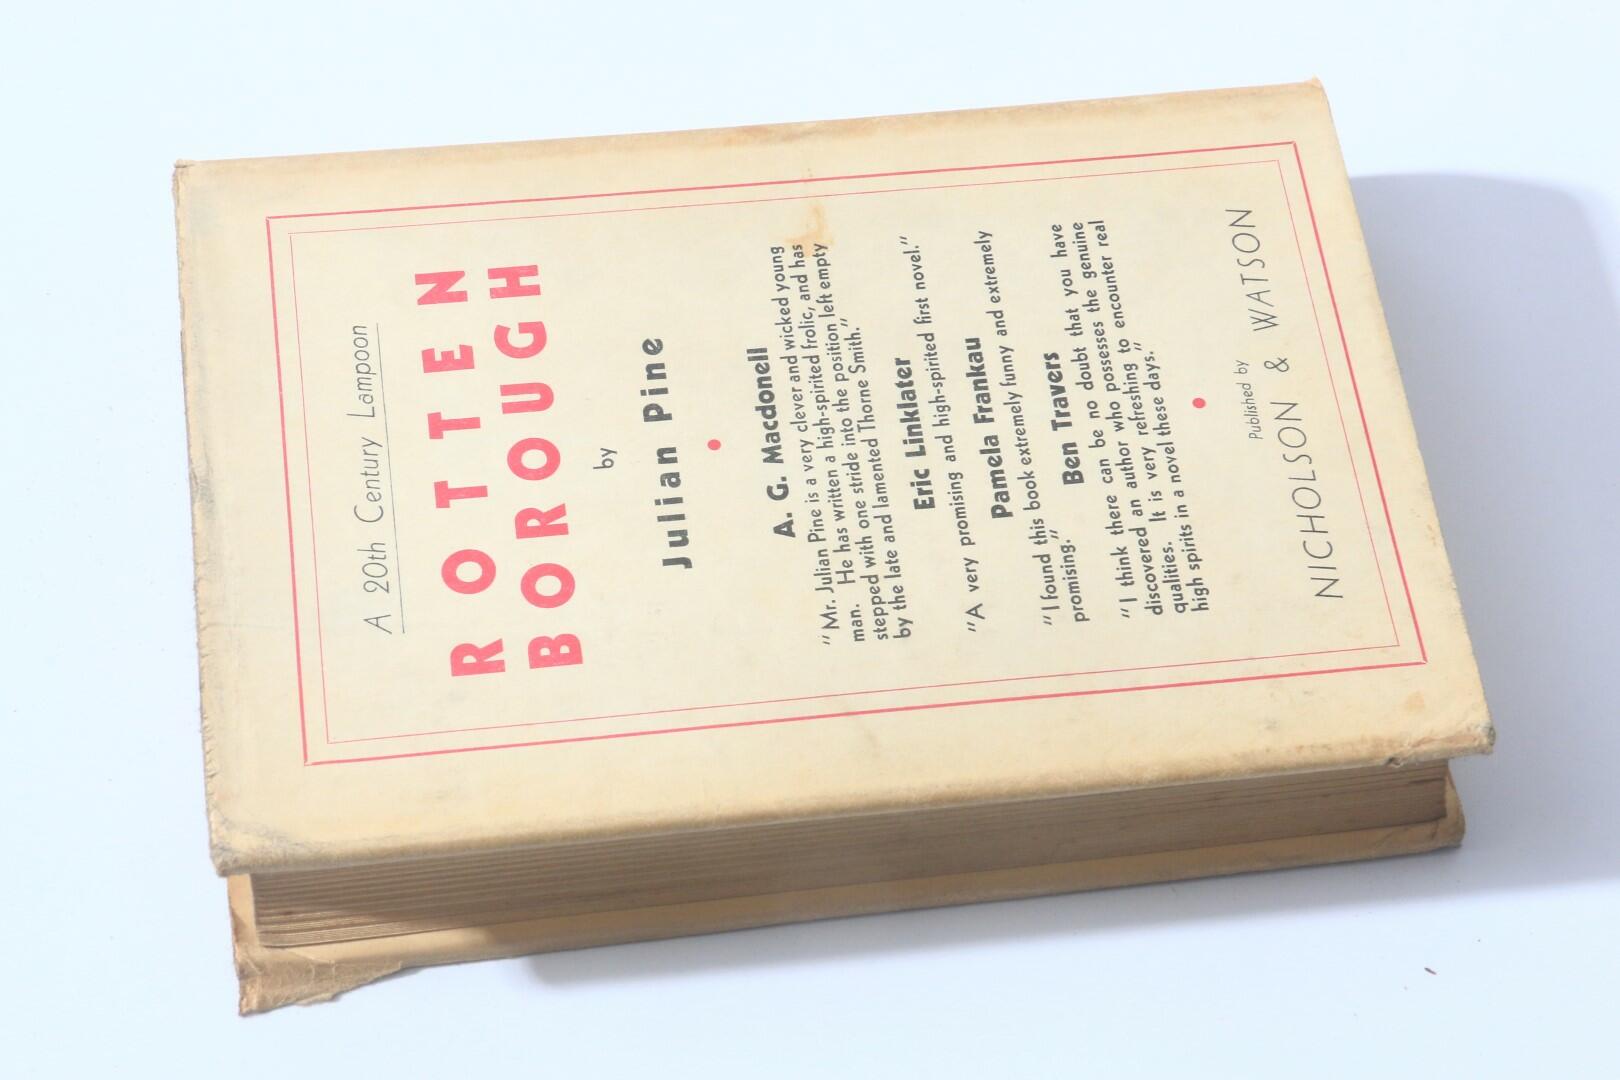 A 20th Century Lampoon
ROTTEN
BOROUGH
by
Julian Pine
A. G. Macdonell
"Mr. Julian Pine is a very clever and wicked young
man. He has written a high-spirited frolic, and has
stepped with one stride into the position left empty
by the late and lamented Thorne Smith."
Eric Linklater
"A very promising and high-spirited first novel."
Pamela Frankau
"I found this book extremely funny and extremely
promising."
Ben Travers
"I think there can be no doubt that you have
discovered an author who possesses the genuine
qualities. It is very refreshing to encounter real
high spirits in a novel these days."
Published by
NICHOLSON & WATSON